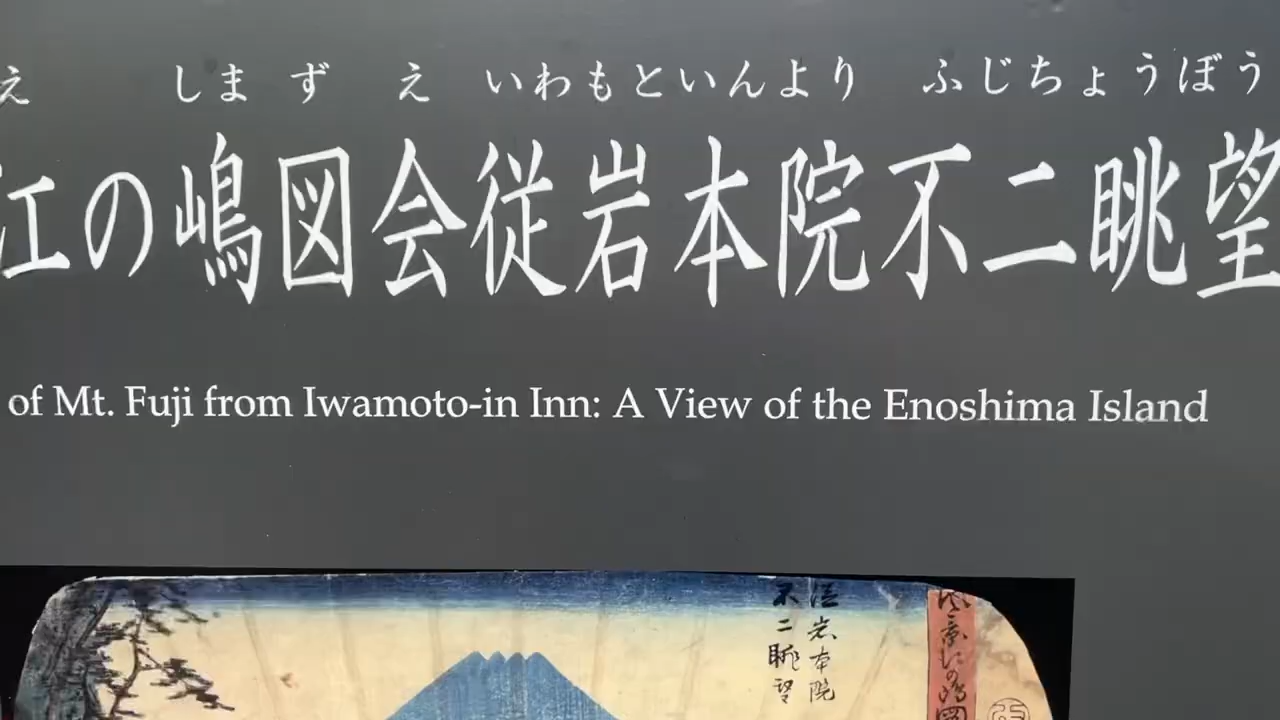 え しま ず え いわもといんより ふじちょうぼう
江の嶋図会従岩本院不二眺望
of Mt. Fuji from Iwamoto-in Inn: A View of the Enoshima Island
従岩本院
不二眺望